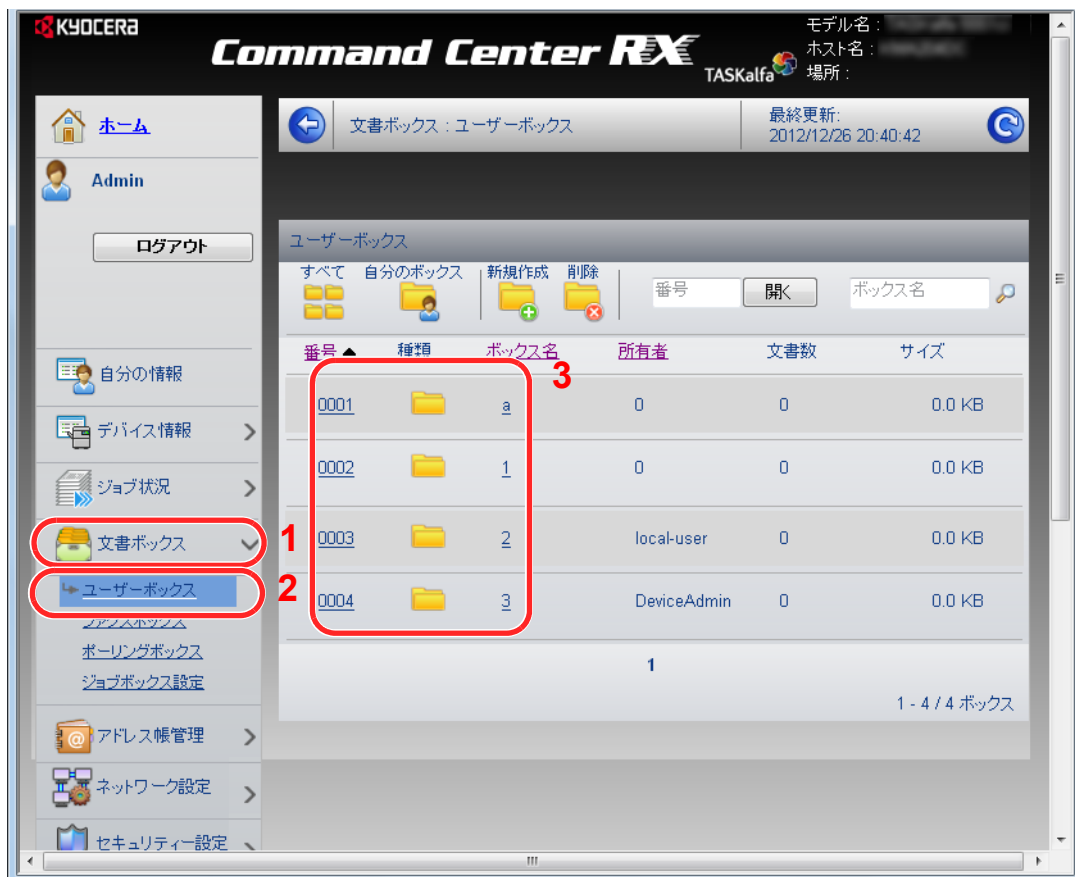 KYOCERA
Command Center RX
TASKalfa
モデル名 :
ホスト名 :
場所 :
ホーム
Admin
ログアウト
自分の情報
デバイス情報
ジョブ状況
文書ボックス
1
ユーザーボックス
2
ファクスボックス
ポーリングボックス
ジョブボックス設定
アドレス帳管理
ネットワーク設定
セキュリティー設定
文書ボックス : ユーザーボックス
最終更新:
2012/12/26 20:40:42
ユーザーボックス
すべて 自分のボックス 新規作成 削除
番号 開く ボックス名
番号▲ 種類 ボックス名 所有者 文書数 サイズ
3
0001 a 0 0 0.0 KB
0002 1 0 0 0.0 KB
0003 2 local-user 0 0.0 KB
0004 3 DeviceAdmin 0 0.0 KB
1
1 - 4 / 4 ボックス